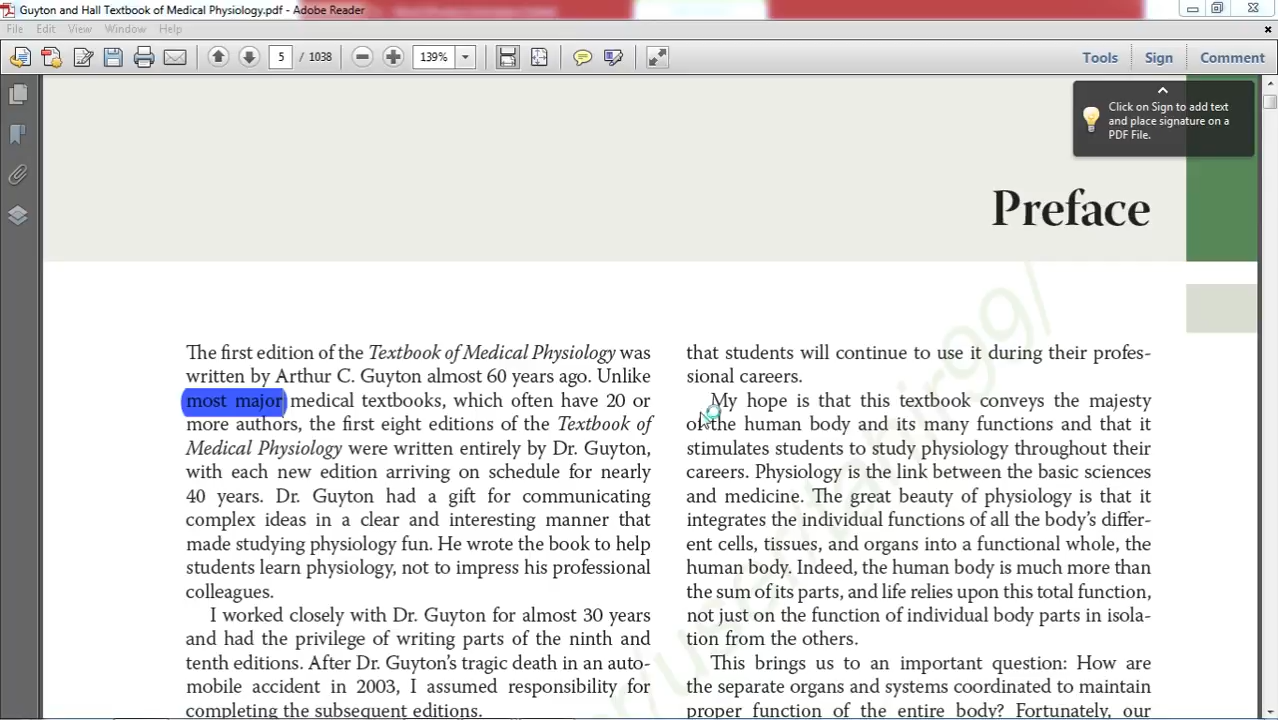 Guyton and Hall Textbook of Medical Physiology.pdf - Adobe Reader
File Edit View Window Help
5 / 1038 139% Tools Sign Comment
Click on Sign to add text
and place signature on a
PDF File.
Preface
The first edition of the Textbook of Medical Physiology was
written by Arthur C. Guyton almost 60 years ago. Unlike
most major medical textbooks, which often have 20 or
more authors, the first eight editions of the Textbook of
Medical Physiology were written entirely by Dr. Guyton,
with each new edition arriving on schedule for nearly
40 years. Dr. Guyton had a gift for communicating
complex ideas in a clear and interesting manner that
made studying physiology fun. He wrote the book to help
students learn physiology, not to impress his professional
colleagues.
I worked closely with Dr. Guyton for almost 30 years
and had the privilege of writing parts of the ninth and
tenth editions. After Dr. Guyton's tragic death in an auto-
mobile accident in 2003, I assumed responsibility for
completing the subsequent editions.
that students will continue to use it during their profes-
sional careers.
My hope is that this textbook conveys the majesty
of the human body and its many functions and that it
stimulates students to study physiology throughout their
careers. Physiology is the link between the basic sciences
and medicine. The great beauty of physiology is that it
integrates the individual functions of all the body's differ-
ent cells, tissues, and organs into a functional whole, the
human body. Indeed, the human body is much more than
the sum of its parts, and life relies upon this total function,
not just on the function of individual body parts in isola-
tion from the others.
This brings us to an important question: How are
the separate organs and systems coordinated to maintain
proper function of the entire body? Fortunately, our